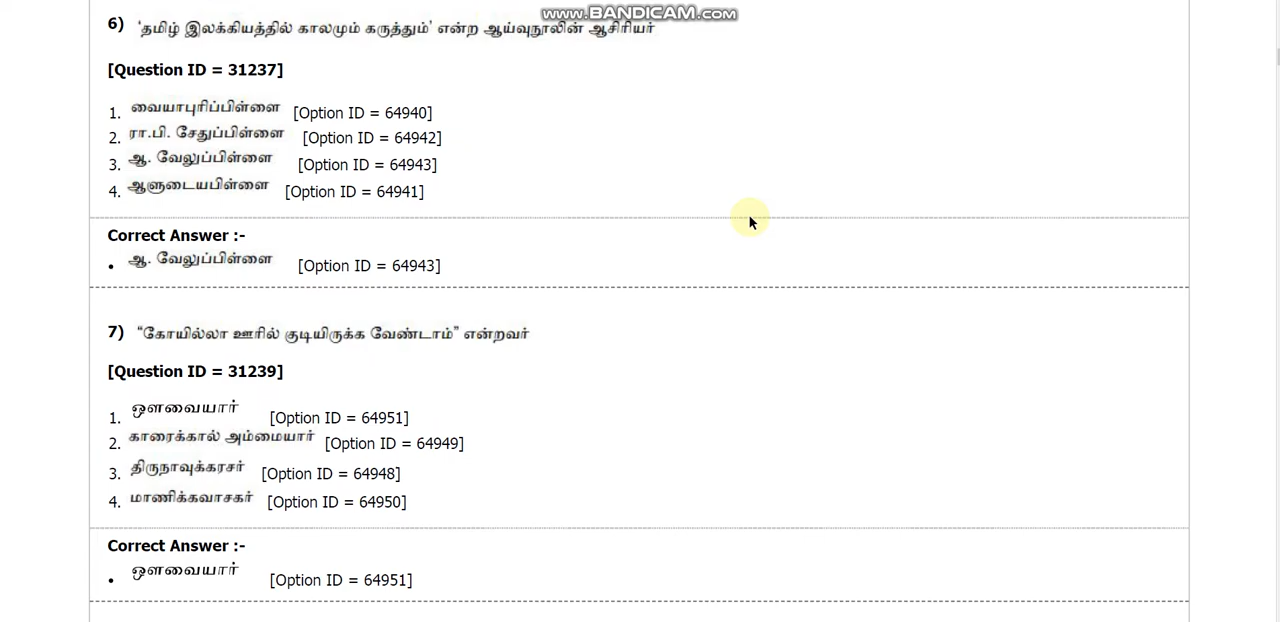 www.BANDICAM.com
6) 'தமிழ் இலக்கியத்தில் காலமும் கருத்தும்' என்ற ஆய்வுநூலின் ஆசிரியர்
[Question ID = 31237]
1. வையாபுரிப்பிள்ளை [Option ID = 64940]
2. ரா.பி. சேதுப்பிள்ளை [Option ID = 64942]
3. ஆ. வேலுப்பிள்ளை [Option ID = 64943]
4. ஆளுடையபிள்ளை [Option ID = 64941]
Correct Answer :-
• ஆ. வேலுப்பிள்ளை [Option ID = 64943]
7) "கோயில்லா ஊரில் குடியிருக்க வேண்டாம்" என்றவர்
[Question ID = 31239]
1. ஔவையார் [Option ID = 64951]
2. காரைக்கால் அம்மையார் [Option ID = 64949]
3. திருநாவுக்கரசர் [Option ID = 64948]
4. மாணிக்கவாசகர் [Option ID = 64950]
Correct Answer :-
• ஔவையார் [Option ID = 64951]